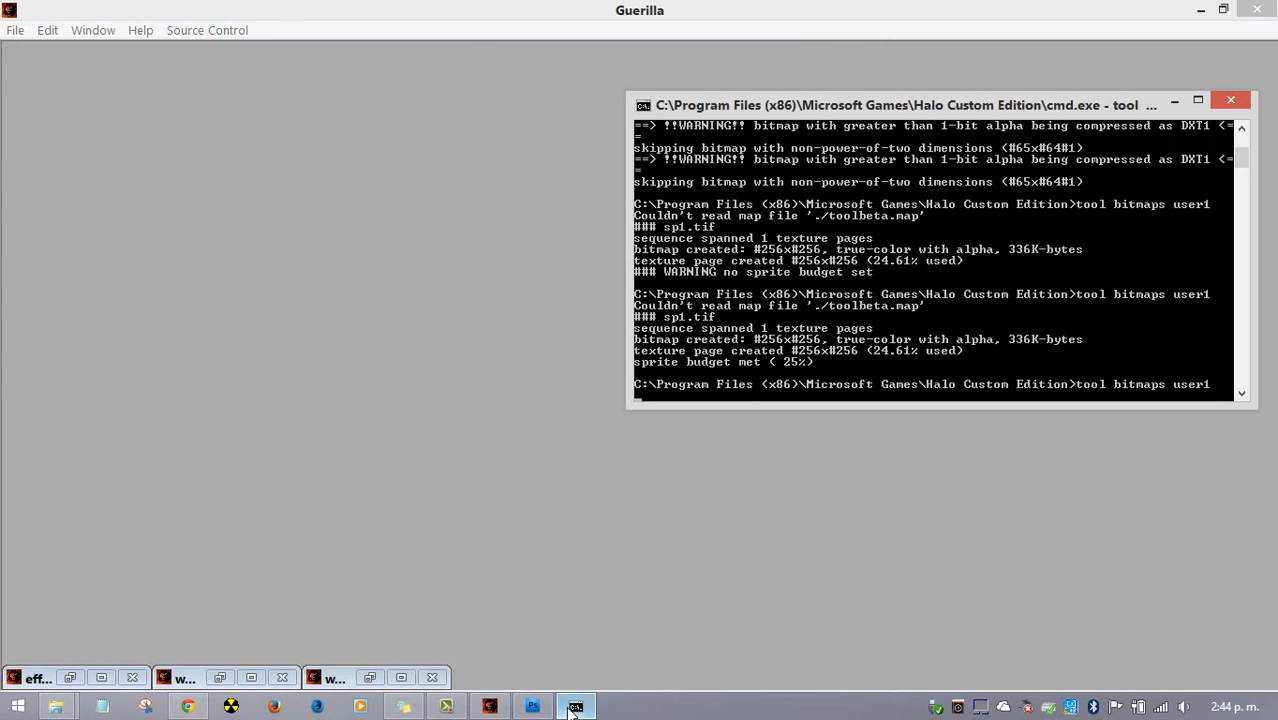 Guerilla
File Edit Window Help Source Control
C:\Program Files (x86)\Microsoft Games\Halo Custom Edition\cmd.exe - tool ...
==> !!WARNING!! bitmap with greater than 1-bit alpha being compressed as DXT1 <=
=
skipping bitmap with non-power-of-two dimensions (#65x#64#1)
==> !!WARNING!! bitmap with greater than 1-bit alpha being compressed as DXT1 <=
=
skipping bitmap with non-power-of-two dimensions (#65x#64#1)
C:\Program Files (x86)\Microsoft Games\Halo Custom Edition>tool bitmaps user1
Couldn't read map file './toolbeta.map'
### sp1.tif
sequence spanned 1 texture pages
bitmap created: #256x#256, true-color with alpha, 336K-bytes
texture page created #256x#256 (24.61% used)
### WARNING no sprite budget set
C:\Program Files (x86)\Microsoft Games\Halo Custom Edition>tool bitmaps user1
Couldn't read map file './toolbeta.map'
### sp1.tif
sequence spanned 1 texture pages
bitmap created: #256x#256, true-color with alpha, 336K-bytes
texture page created #256x#256 (24.61% used)
sprite budget met ( 25%)
C:\Program Files (x86)\Microsoft Games\Halo Custom Edition>tool bitmaps user1
eff... w... w...
Ps C:\. 2:44 p. m.